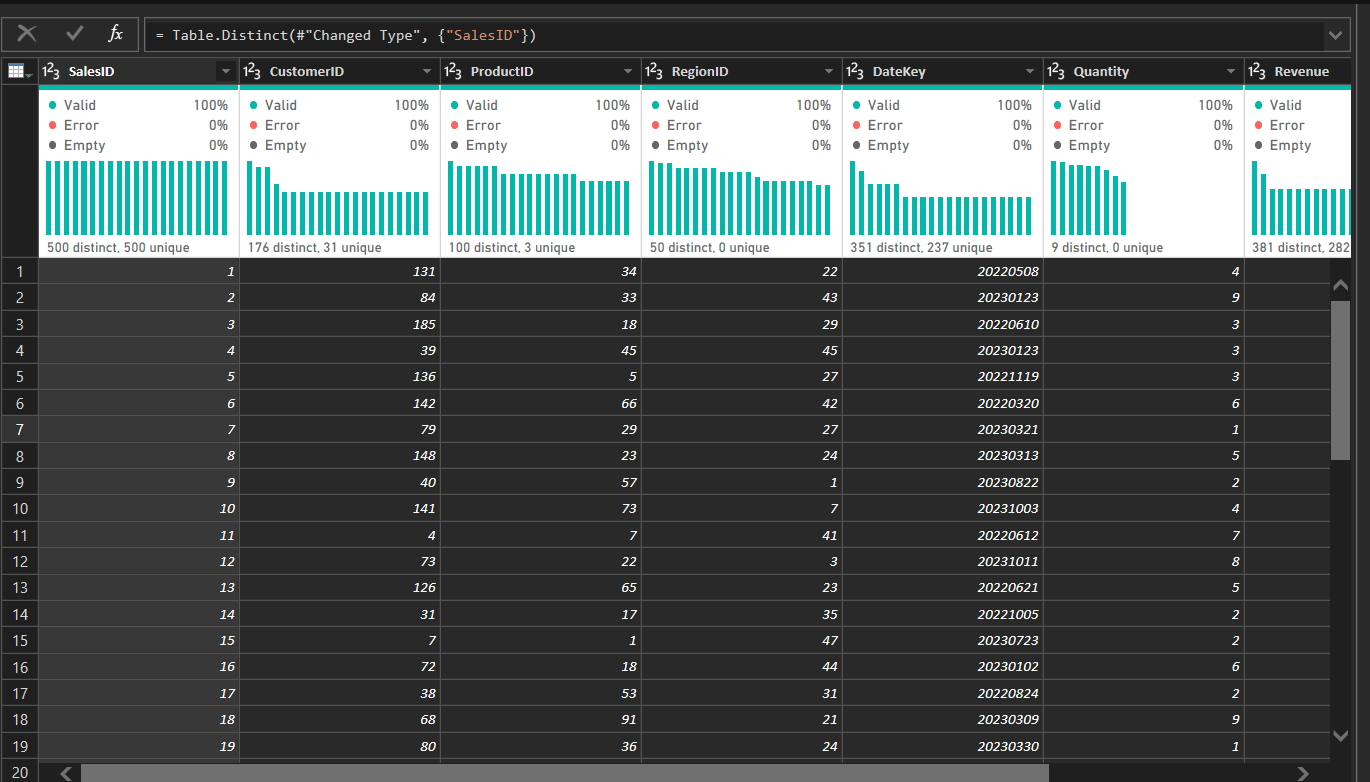 fx = Table.Distinct(#"Changed Type", {"SalesID"})
1²3 SalesID 1²3 CustomerID 1²3 ProductID 1²3 RegionID 1²3 DateKey 1²3 Quantity 1²3 Revenue
Valid 100% Valid 100% Valid 100% Valid 100% Valid 100% Valid 100% Valid
Error 0% Error 0% Error 0% Error 0% Error 0% Error 0% Error
Empty 0% Empty 0% Empty 0% Empty 0% Empty 0% Empty 0% Empty
500 distinct, 500 unique 176 distinct, 31 unique 100 distinct, 3 unique 50 distinct, 0 unique 351 distinct, 237 unique 9 distinct, 0 unique 381 distinct, 282
1 1 131 34 22 20220508 4
2 2 84 33 43 20230123 9
3 3 185 18 29 20220610 3
4 4 39 45 45 20230123 3
5 5 136 5 27 20221119 3
6 6 142 66 42 20220320 6
7 7 79 29 27 20230321 1
8 8 148 23 24 20230313 5
9 9 40 57 1 20230822 2
10 10 141 73 7 20231003 4
11 11 4 7 41 20220612 7
12 12 73 22 3 20231011 8
13 13 126 65 23 20220621 5
14 14 31 17 35 20221005 2
15 15 7 1 47 20230723 2
16 16 72 18 44 20230102 6
17 17 38 53 31 20220824 2
18 18 68 91 21 20230309 9
19 19 80 36 24 20230330 1
20